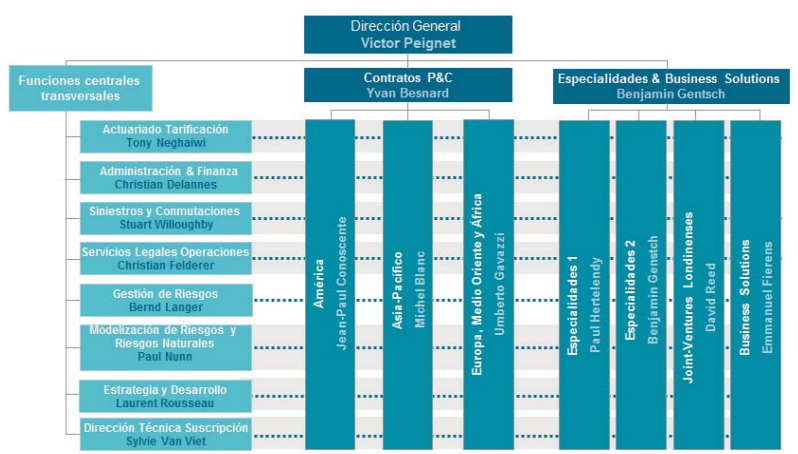 Dirección General
Victor Peignet
Funciones centrales
transversales
Contratos P&C
Yvan Besnard
Especialidades & Business Solutions
Benjamin Gentsch
Actuariado Tarificación
Tony Neghaiwi
Administración & Finanza
Christian Delannes
Siniestros y Conmutaciones
Stuart Willoughby
Servicios Legales Operaciones
Christian Felderer
Gestión de Riesgos
Bernd Langer
Modelización de Riesgos y
Riesgos Naturales
Paul Nunn
Estrategia y Desarrollo
Laurent Rousseau
Dirección Técnica Suscripción
Sylvie Van Viet
América
Jean-Paul Conoscente
Asia-Pacífico
Michel Blanc
Europa, Medio Oriente y África
Umberto Gavazzi
Especialidades 1
Paul Hertelendy
Especialidades 2
Benjamin Genstch
Joint-Ventures Londinenses
David Reed
Business Solutions
Emmanuel Fierens